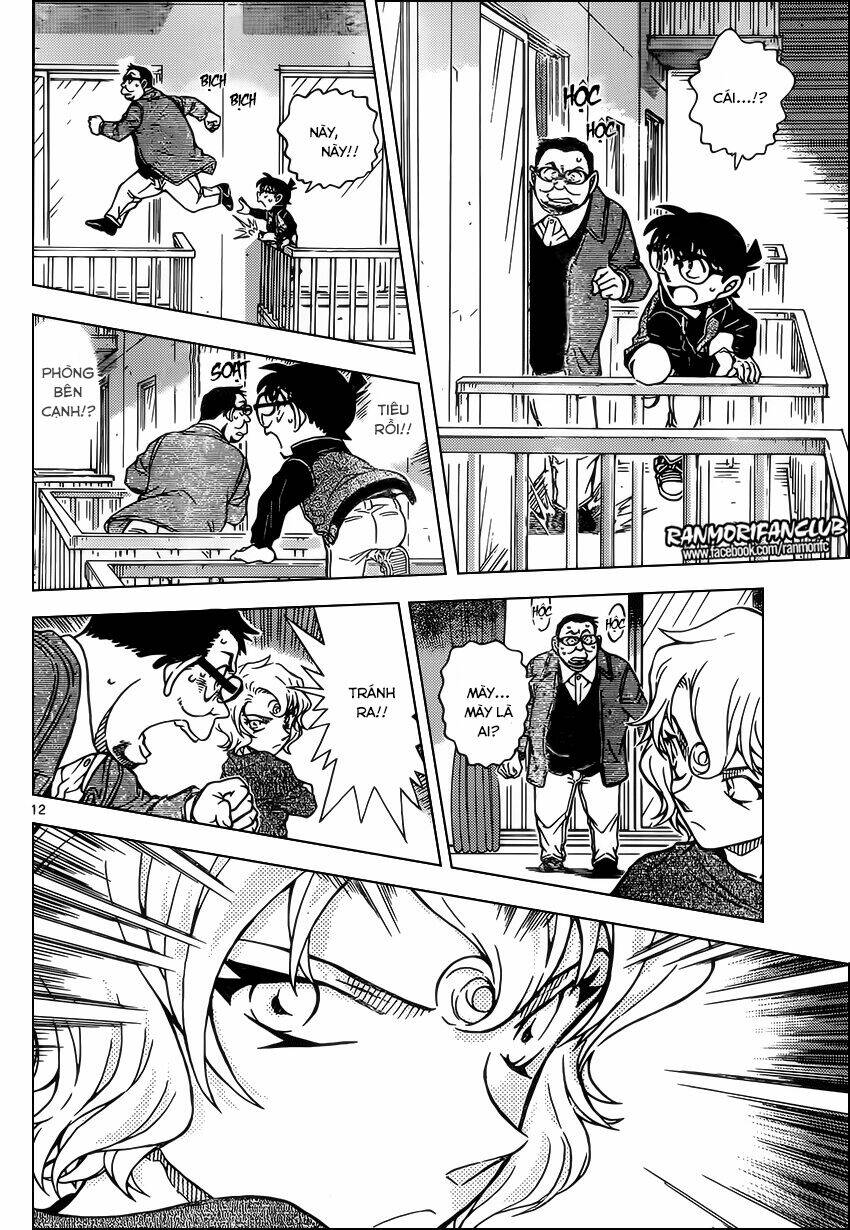 CÁI...!?
HỘC
HỘC
BỊCH
BỊCH
NÀY,
NÀY!!
SOẠT
TIÊU
RỒI!!
PHÒNG
BÊN
CẠNH!?
RANMORIFANCLUB
www.facebook.com/ranmorifc
HỘC
HỘC
MÀY...
MÀY LÀ
AI?
TRÁNH
RA!!
12